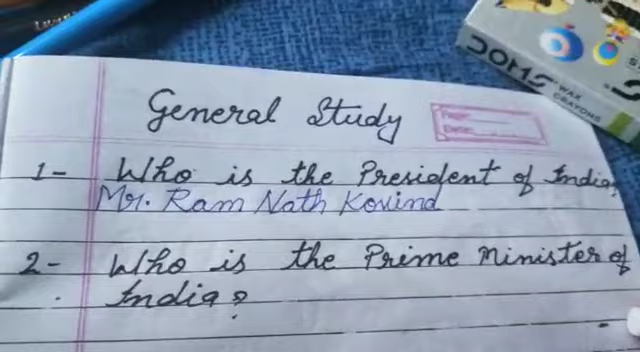 DOMS
WAX
CRAYONS
General Study
Page:
Date:
1- Who is the President of India?
Mr. Ram Nath Kovind
2- Who is the Prime Minister of
India?